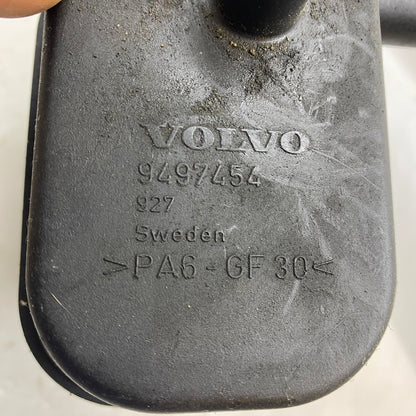 VOLVO
9497454
927
Sweden
>PA6-GF30<